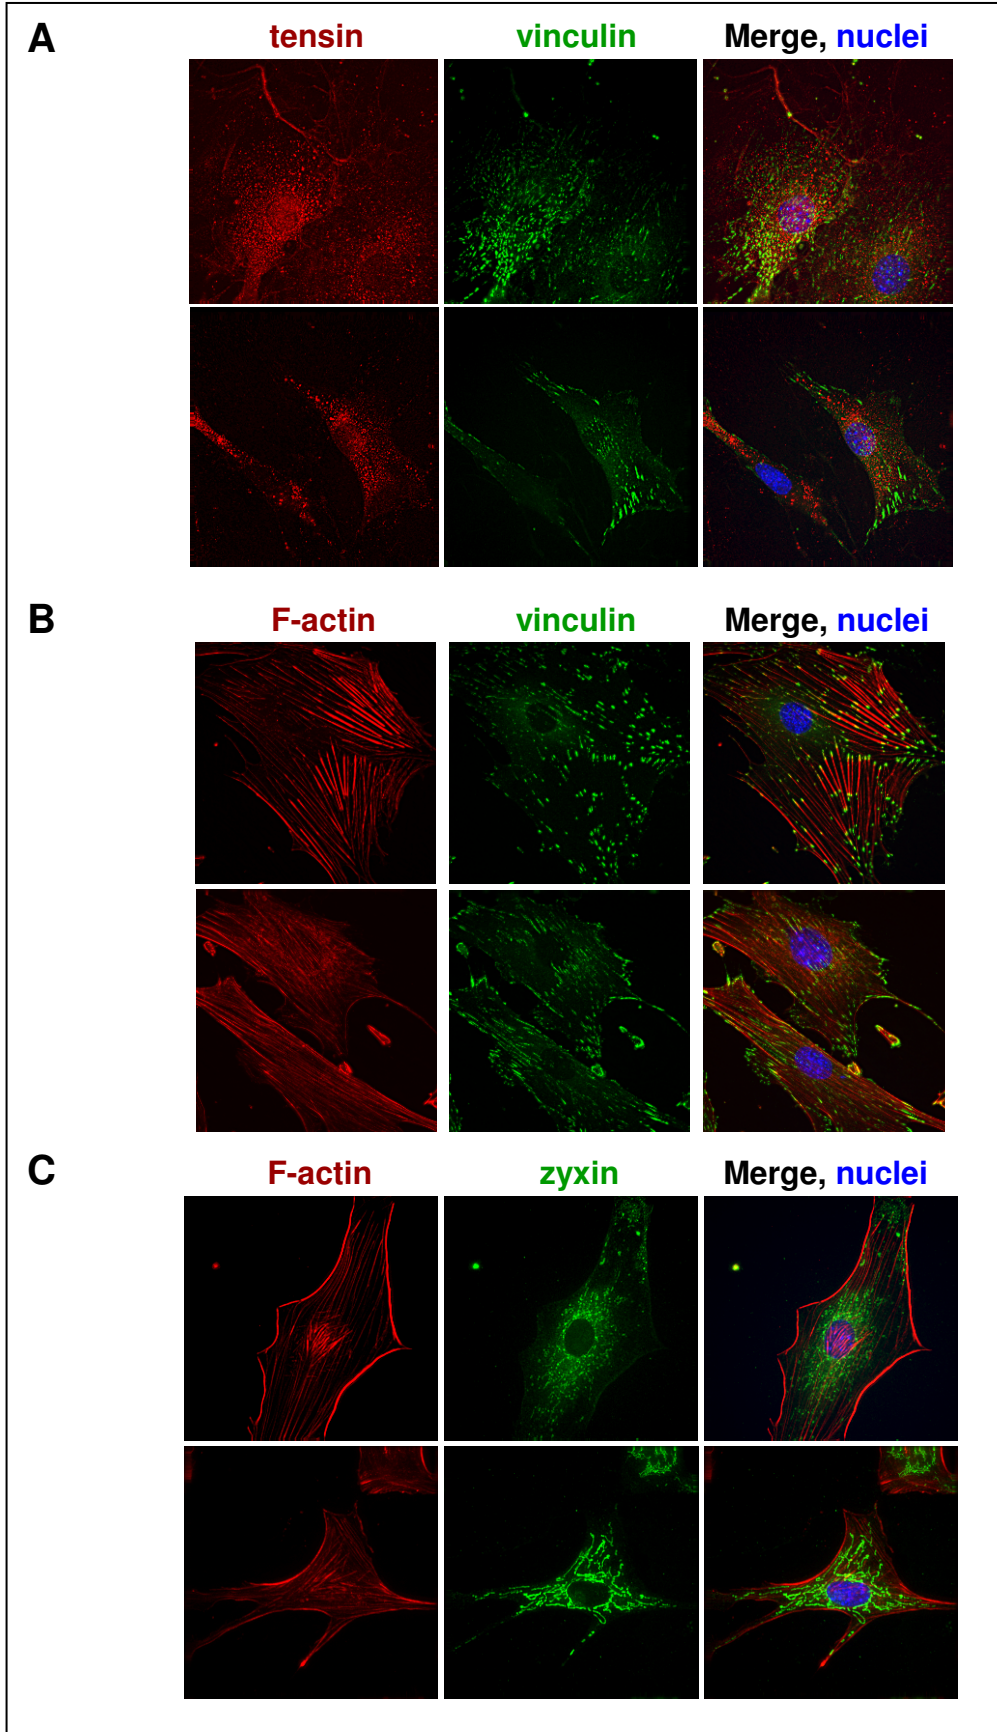 A
tensin vinculin Merge, nuclei
B
F-actin vinculin Merge, nuclei
C
F-actin zyxin Merge, nuclei